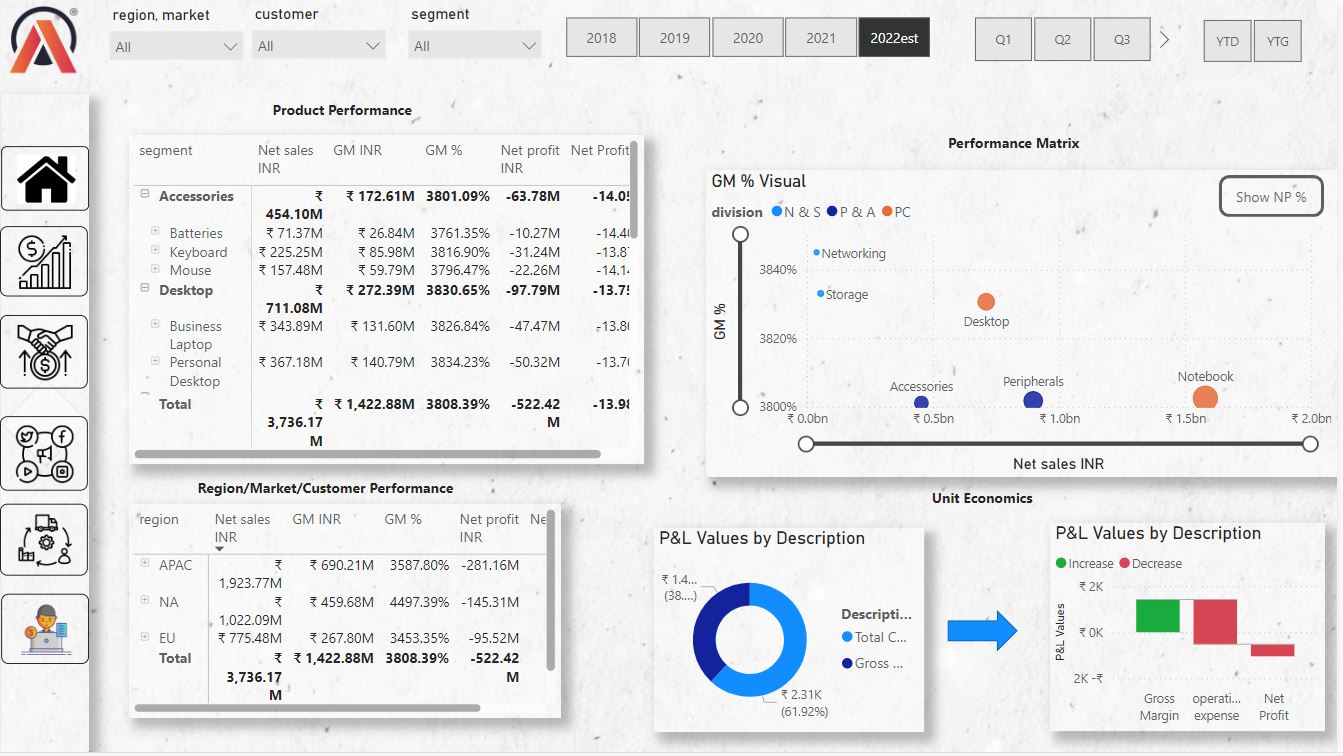 region, market
customer
segment
All
All
All
2018
2019
2020
2021
2022est
Q1
Q2
Q3
YTD
YTG
Product Performance
segment Net sales INR GM INR GM % Net profit INR Net Profit
Accessories ₹ 454.10M ₹ 172.61M 3801.09% -63.78M -14.05
Batteries ₹ 71.37M ₹ 26.84M 3761.35% -10.27M
Keyboard ₹ 225.25M ₹ 85.98M 3816.90% -31.24M
Mouse ₹ 157.48M ₹ 59.79M 3796.47% -22.26M
Desktop ₹ 711.08M ₹ 272.39M 3830.65% -97.79M -13.75
Business Laptop ₹ 343.89M ₹ 131.60M 3826.84% -47.47M
Personal Desktop ₹ 367.18M ₹ 140.79M 3834.23% -50.32M
Total ₹ 3,736.17 M ₹ 1,422.88M 3808.39% -522.42 M -13.98
Region/Market/Customer Performance
region Net sales INR GM INR GM % Net profit INR Ne
APAC ₹ 1,923.77M ₹ 690.21M 3587.80% -281.16M
NA ₹ 1,022.09M ₹ 459.68M 4497.39% -145.31M
EU ₹ 775.48M ₹ 267.80M 3453.35% -95.52M
Total ₹ 3,736.17 M ₹ 1,422.88M 3808.39% -522.42 M
Performance Matrix
GM % Visual
Show NP %
division N & S P & A PC
GM %
3840%
3820%
3800%
Networking
Storage
Desktop
Accessories
Peripherals
Notebook
₹ 0.0bn ₹ 0.5bn ₹ 1.0bn ₹ 1.5bn ₹ 2.0bn
Net sales INR
Unit Economics
P&L Values by Description
₹ 1.4...
(38....)
Descripti...
Total C...
Gross ...
₹ 2.31K
(61.92%)
P&L Values by Description
Increase Decrease
P&L Values
₹ 2K
₹ 0K
2K -₹
Gross Margin
operati... expense
Net Profit